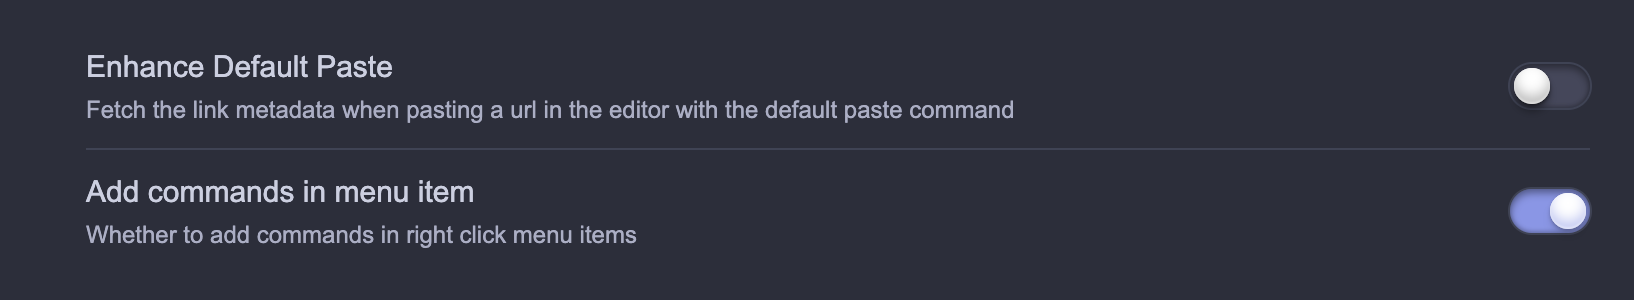 Enhance Default Paste
Fetch the link metadata when pasting a url in the editor with the default paste command
Add commands in menu item
Whether to add commands in right click menu items